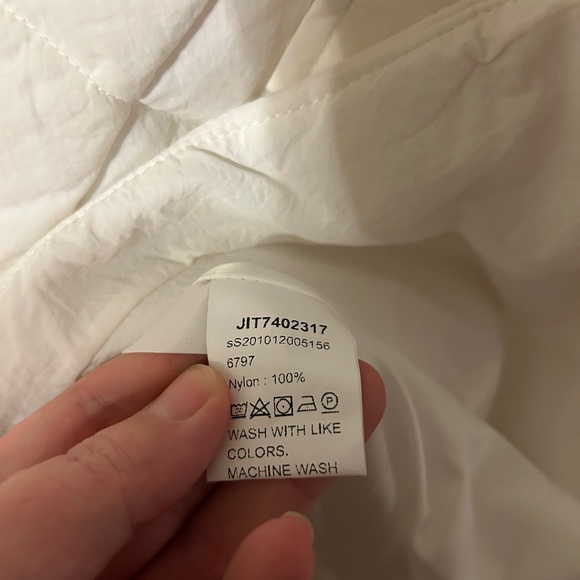 JIT7402317
sS201012005156
6797
Nylon : 100%
P
WASH WITH LIKE
COLORS.
MACHINE WASH